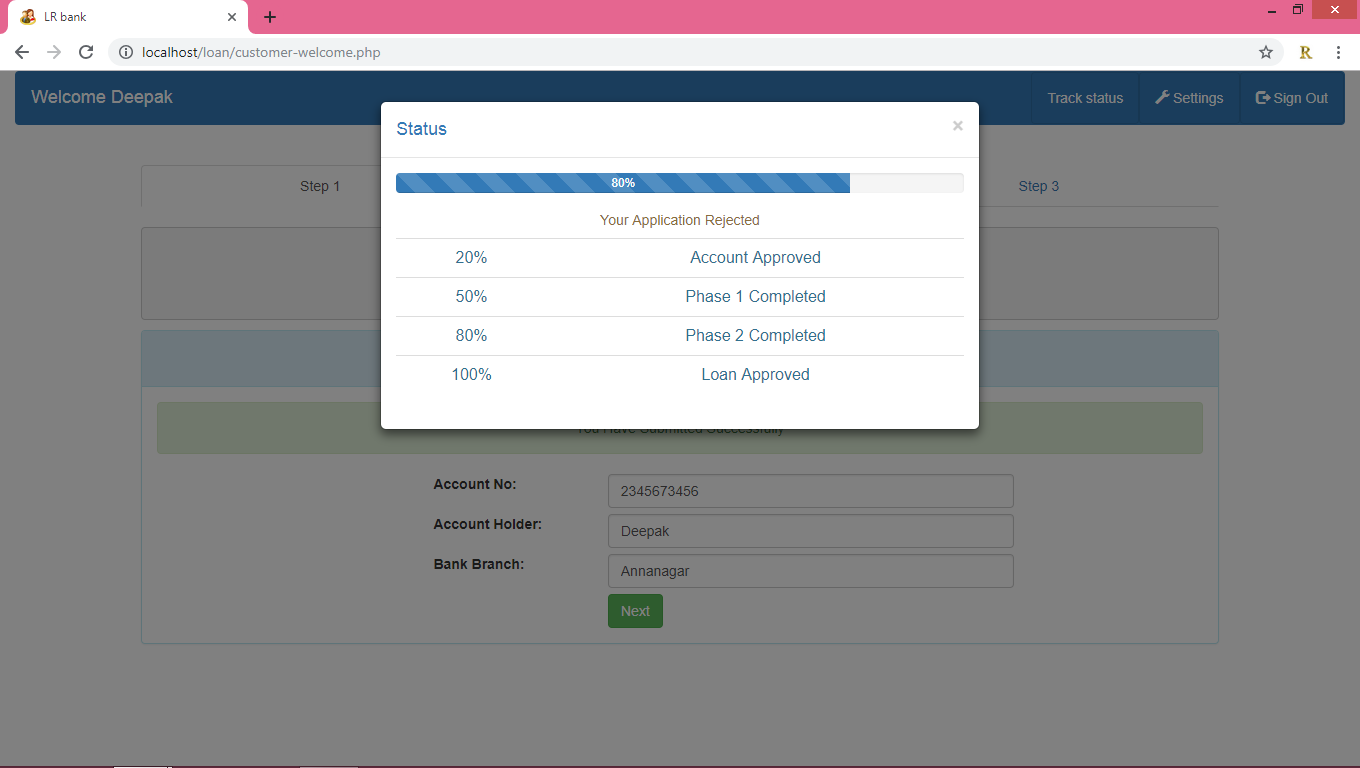 LR bank
localhost/loan/customer-welcome.php
R
Welcome Deepak
Track status
Settings
Sign Out
Status
×
80%
Your Application Rejected
20% Account Approved
50% Phase 1 Completed
80% Phase 2 Completed
100% Loan Approved
Step 1
Step 3
You Have Submitted Successfully
Account No: 2345673456
Account Holder: Deepak
Bank Branch: Annanagar
Next